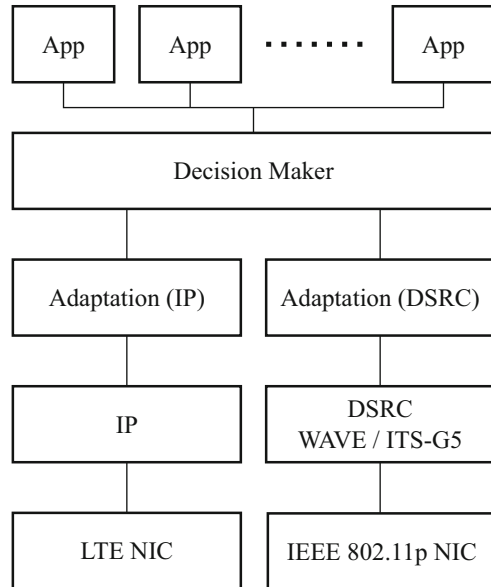 App App App
Decision Maker
Adaptation (IP) Adaptation (DSRC)
IP
DSRC
WAVE / ITS-G5
LTE NIC IEEE 802.11p NIC